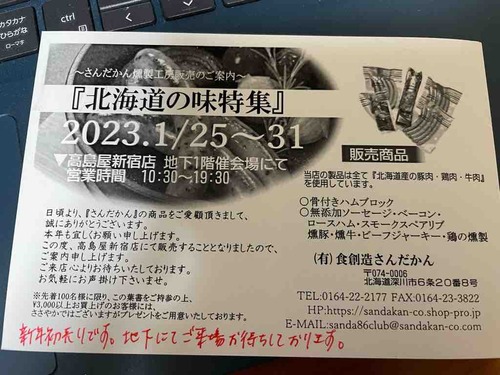 カタカナ
ひらがな
ローマ字
～さんだかん燻製工房販売のご案内～
『北海道の味特集』
2023.1/25～31
▼高島屋新宿店 地下1階催会場にて
営業時間 10:30～19:30
日頃より、『さんだかん』の商品をご愛顧頂きまして、
誠にありがとうございます。
本年も宜しくお願い申し上げます。
この度、高島屋新宿店にて販売することとなりましたので、
ご案内申し上げます。
ご来店心よりお待ちいたしております。
お気軽にお声掛け下さいませ。
※先着100名様に限り、この葉書をご持参の上、
¥3,000以上お買上げのお客様には、
ささやかではございますがプレゼントをご用意しております。
販売商品
当店の製品は全て『北海道産の豚肉・鶏肉・牛肉』
を使用しています。
○骨付きハムブロック
○無添加ソーセージ・ベーコン・
ロースハム・スモークスペアリブ
燻豚・燻牛・ビーフジャーキー・鶏の燻製
(有)食創造さんだかん
〒074-0006
北海道深川市6条20番8号
TEL:0164-22-2177 FAX:0164-23-3822
HP:https://sandakan-co.shop-pro.jp
E-MAIL:sanda86club@sandakan-co.com
新年初売りです。地下にてご来場お待ちしております。